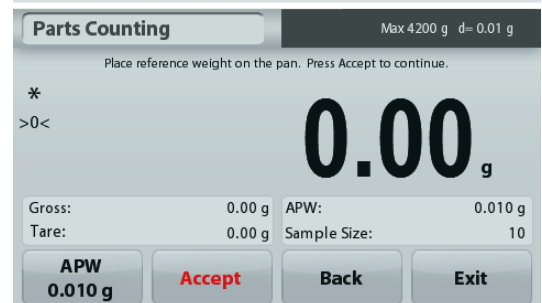 Parts Counting Max 4200 g d= 0.01 g
Place reference weight on the pan. Press Accept to continue.
*
>0<
0.00 g
Gross: 0.00 g APW: 0.010 g
Tare: 0.00 g Sample Size: 10
APW
0.010 g
Accept
Back
Exit